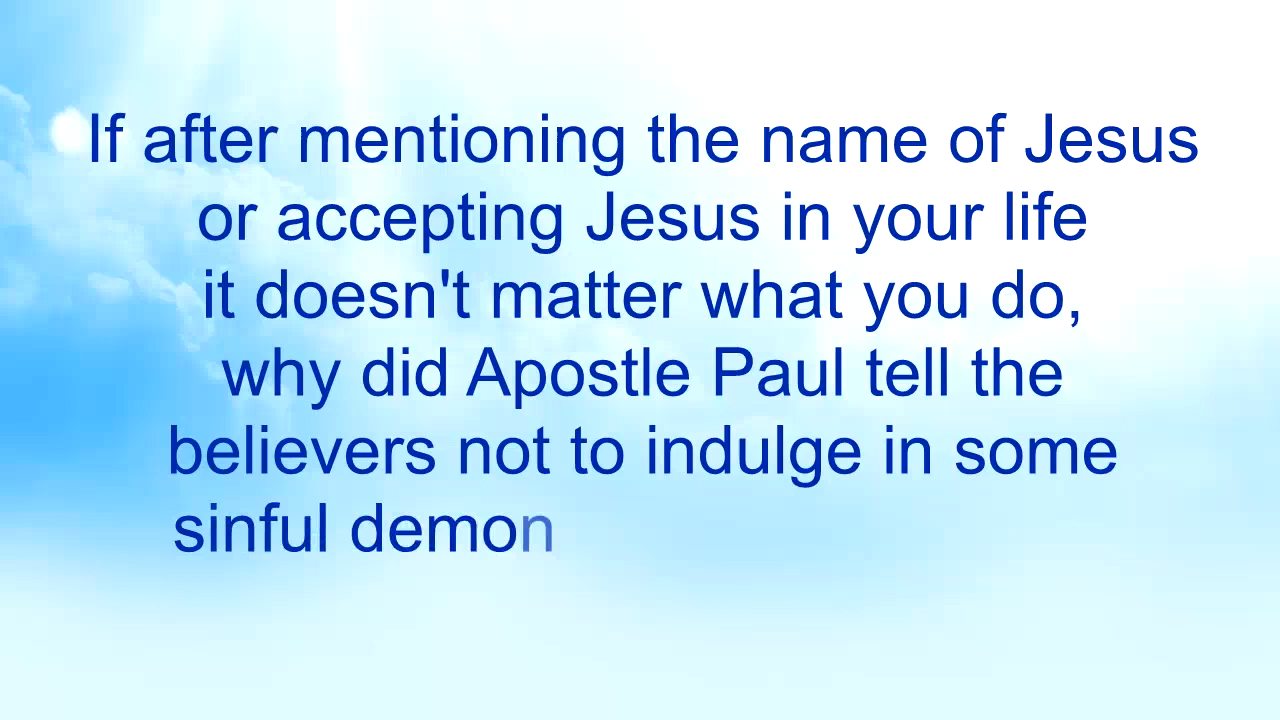 If after mentioning the name of Jesus
or accepting Jesus in your life
it doesn't matter what you do,
why did Apostle Paul tell the
believers not to indulge in some
sinful demon